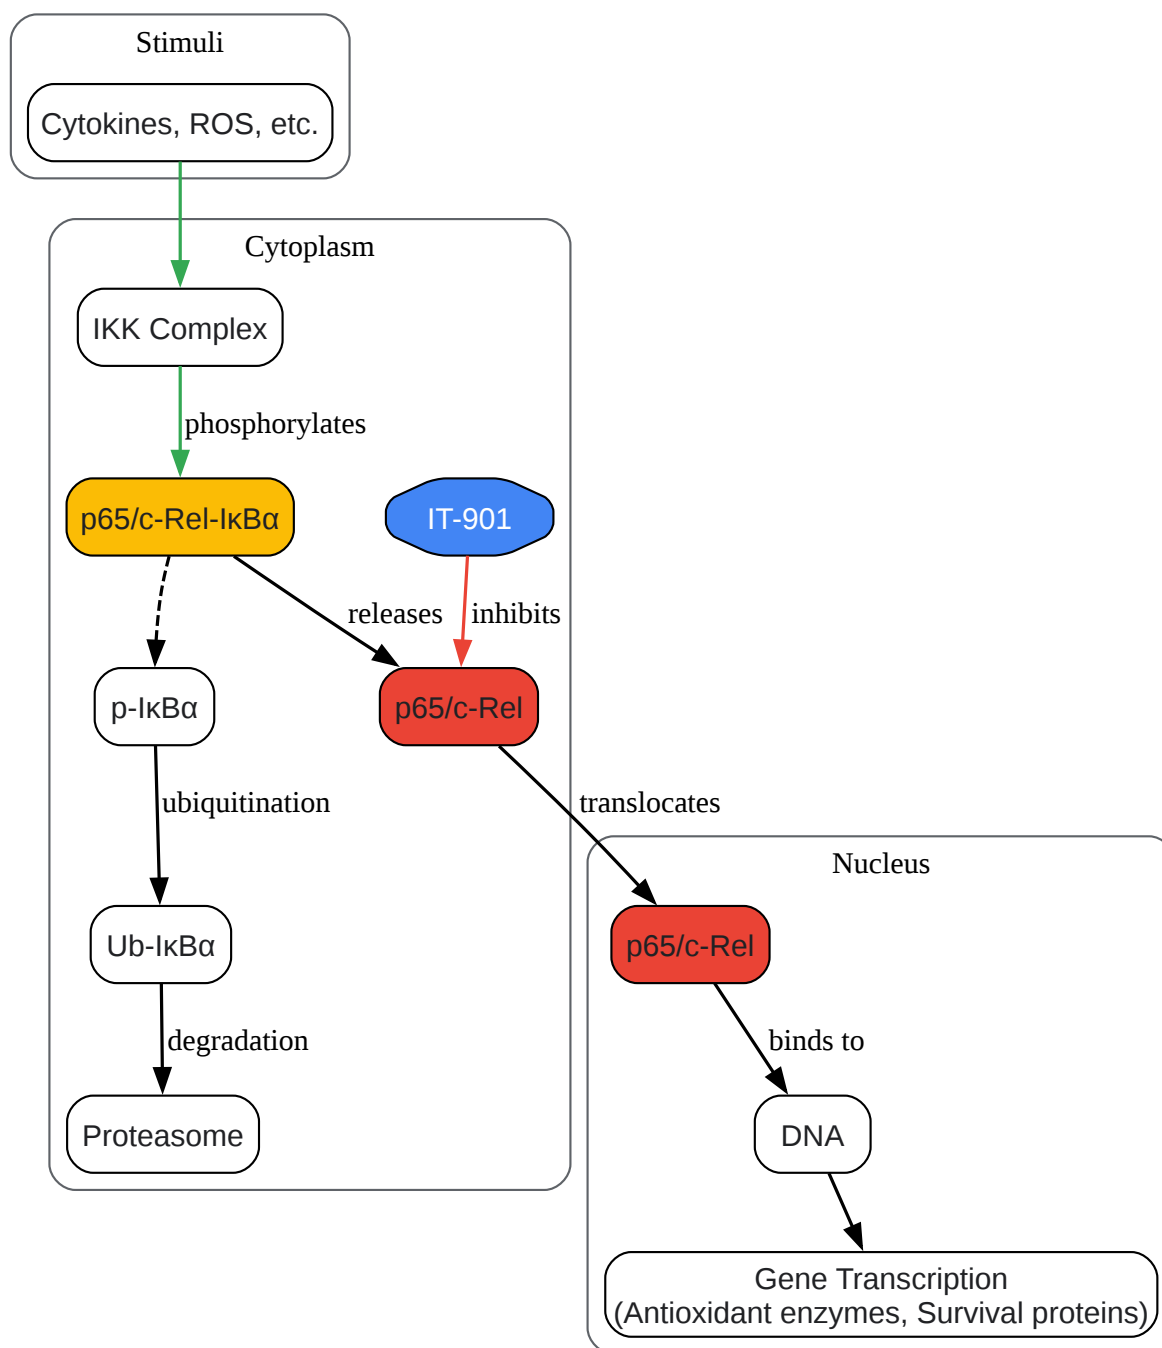 Stimuli
Cytokines, ROS, etc.
Cytoplasm
IKK Complex
phosphorylates
p65/c-Rel-IκBα
IT-901
releases
inhibits
p-IκBα
p65/c-Rel
ubiquitination
translocates
Nucleus
Ub-IκBα
p65/c-Rel
degradation
binds to
Proteasome
DNA
Gene Transcription
(Antioxidant enzymes, Survival proteins)